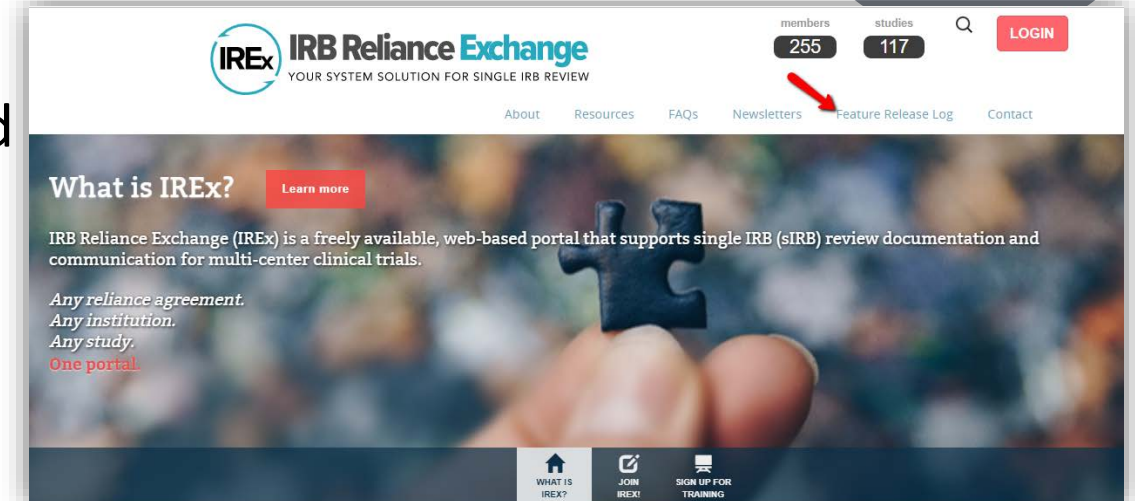 d
members studies
255 117 LOGIN
IREx IRB Reliance Exchange
YOUR SYSTEM SOLUTION FOR SINGLE IRB REVIEW
About Resources FAQs Newsletters Feature Release Log Contact
What is IREx? Learn more
IRB Reliance Exchange (IREx) is a freely available, web-based portal that supports single IRB (sIRB) review documentation and
communication for multi-center clinical trials.
Any reliance agreement.
Any institution.
Any study.
One portal.
WHAT IS IREX?
JOIN IREX!
SIGN UP FOR TRAINING